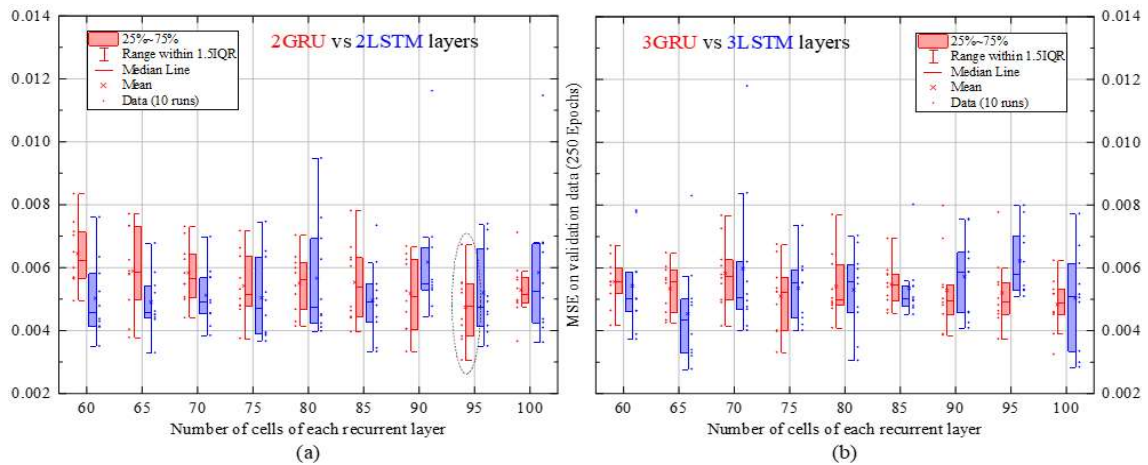 0.014
0.012
0.010
0.008
0.006
0.004
0.002
25%~75%
Range within 1.5IQR
Median Line
Mean
Data (10 runs)
2GRU vs 2LSTM layers
60 65 70 75 80 85 90 95 100
Number of cells of each recurrent layer
(a)
MSE on validation data (250 Epochs)
3GRU vs 3LSTM layers
25%~75%
Range within 1.5IQR
Median Line
Mean
Data (10 runs)
0.014
0.012
0.010
0.008
0.006
0.004
0.002
60 65 70 75 80 85 90 95 100
Number of cells of each recurrent layer
(b)